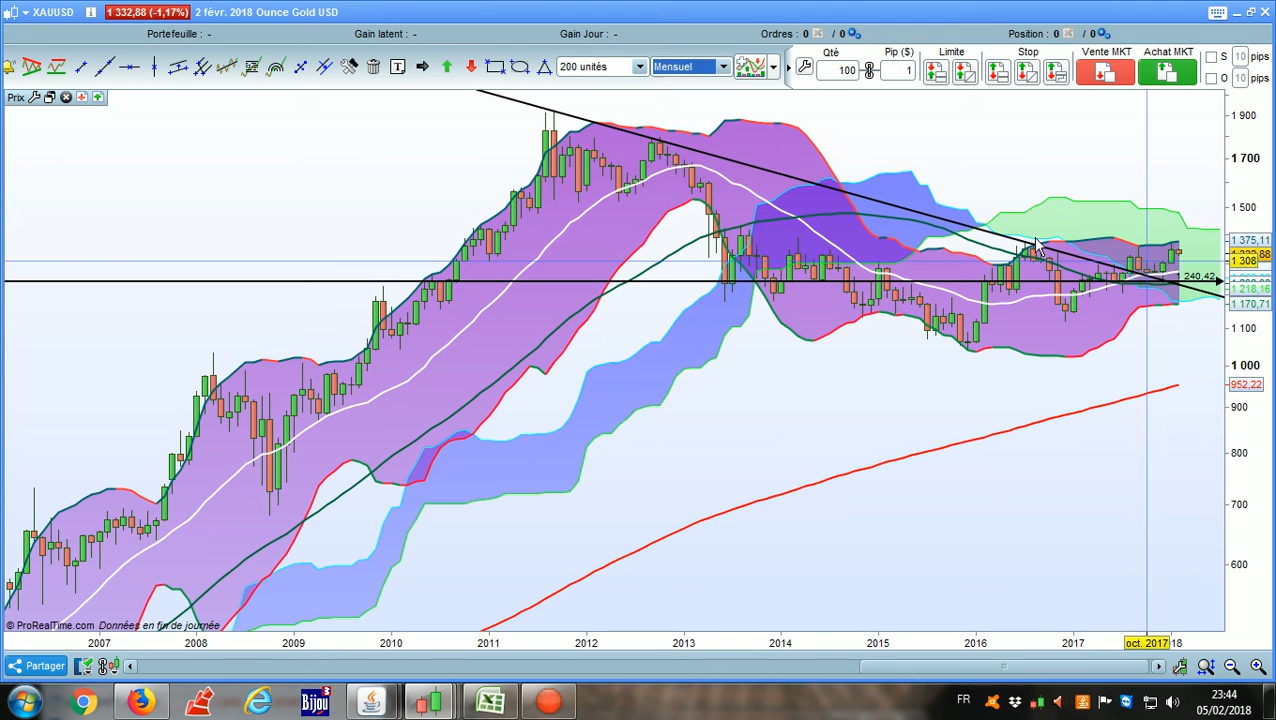 XAUUSD 1 332,88 (-1,17%) 2 févr. 2018 Ounce Gold USD
Portefeuille : - Gain latent : - Gain Jour : - Ordres : 0 / 0 Position : 0 / 0
200 unités Mensuel Qté 100 Pip ($) 1 Limite Stop Vente MKT Achat MKT S 10 pips
O 10 pips
Prix
1 900
1 700
1 500
1 375,11
1.308
240,42
1 218,16
1 170,71
1 100
1 000
952,22
900
800
700
600
© ProRealTime.com Données en fin de journée
2007 2008 2009 2010 2011 2012 2013 2014 2015 2016 2017 oct. 2017 18
Partager
Bijou 3
FR 23:44
05/02/2018